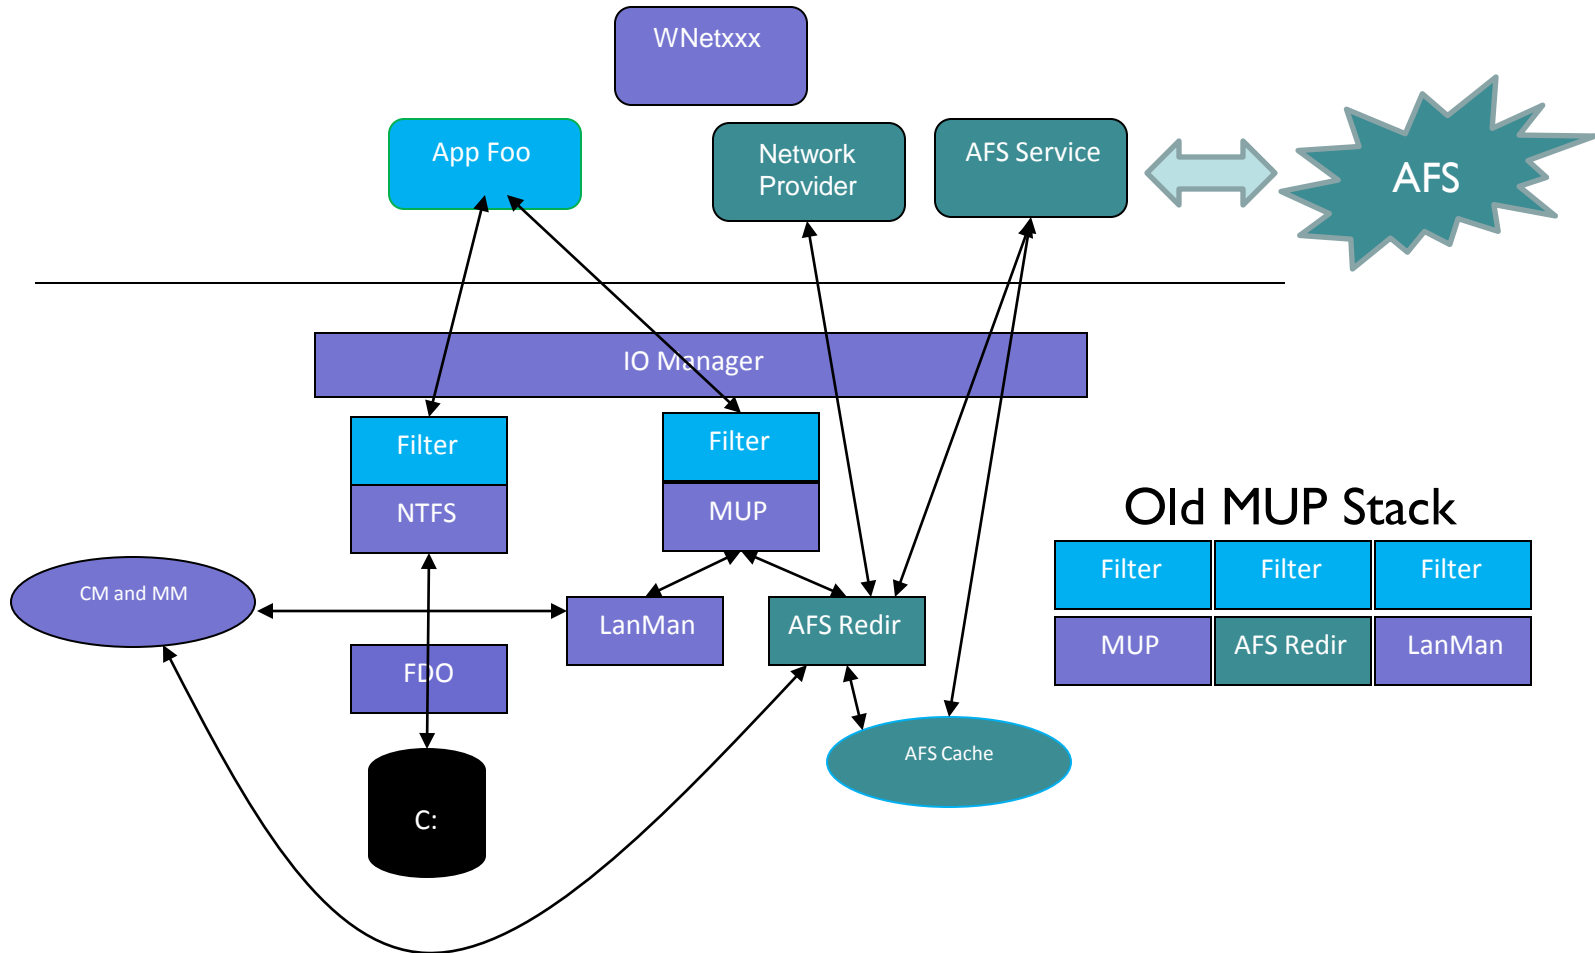 WNetxxx
App Foo
Network
Provider
AFS Service
AFS
IO Manager
Filter
Filter
NTFS
MUP
Old MUP Stack
Filter
Filter
Filter
CM and MM
LanMan
AFS Redir
MUP
AFS Redir
LanMan
FDO
AFS Cache
C: